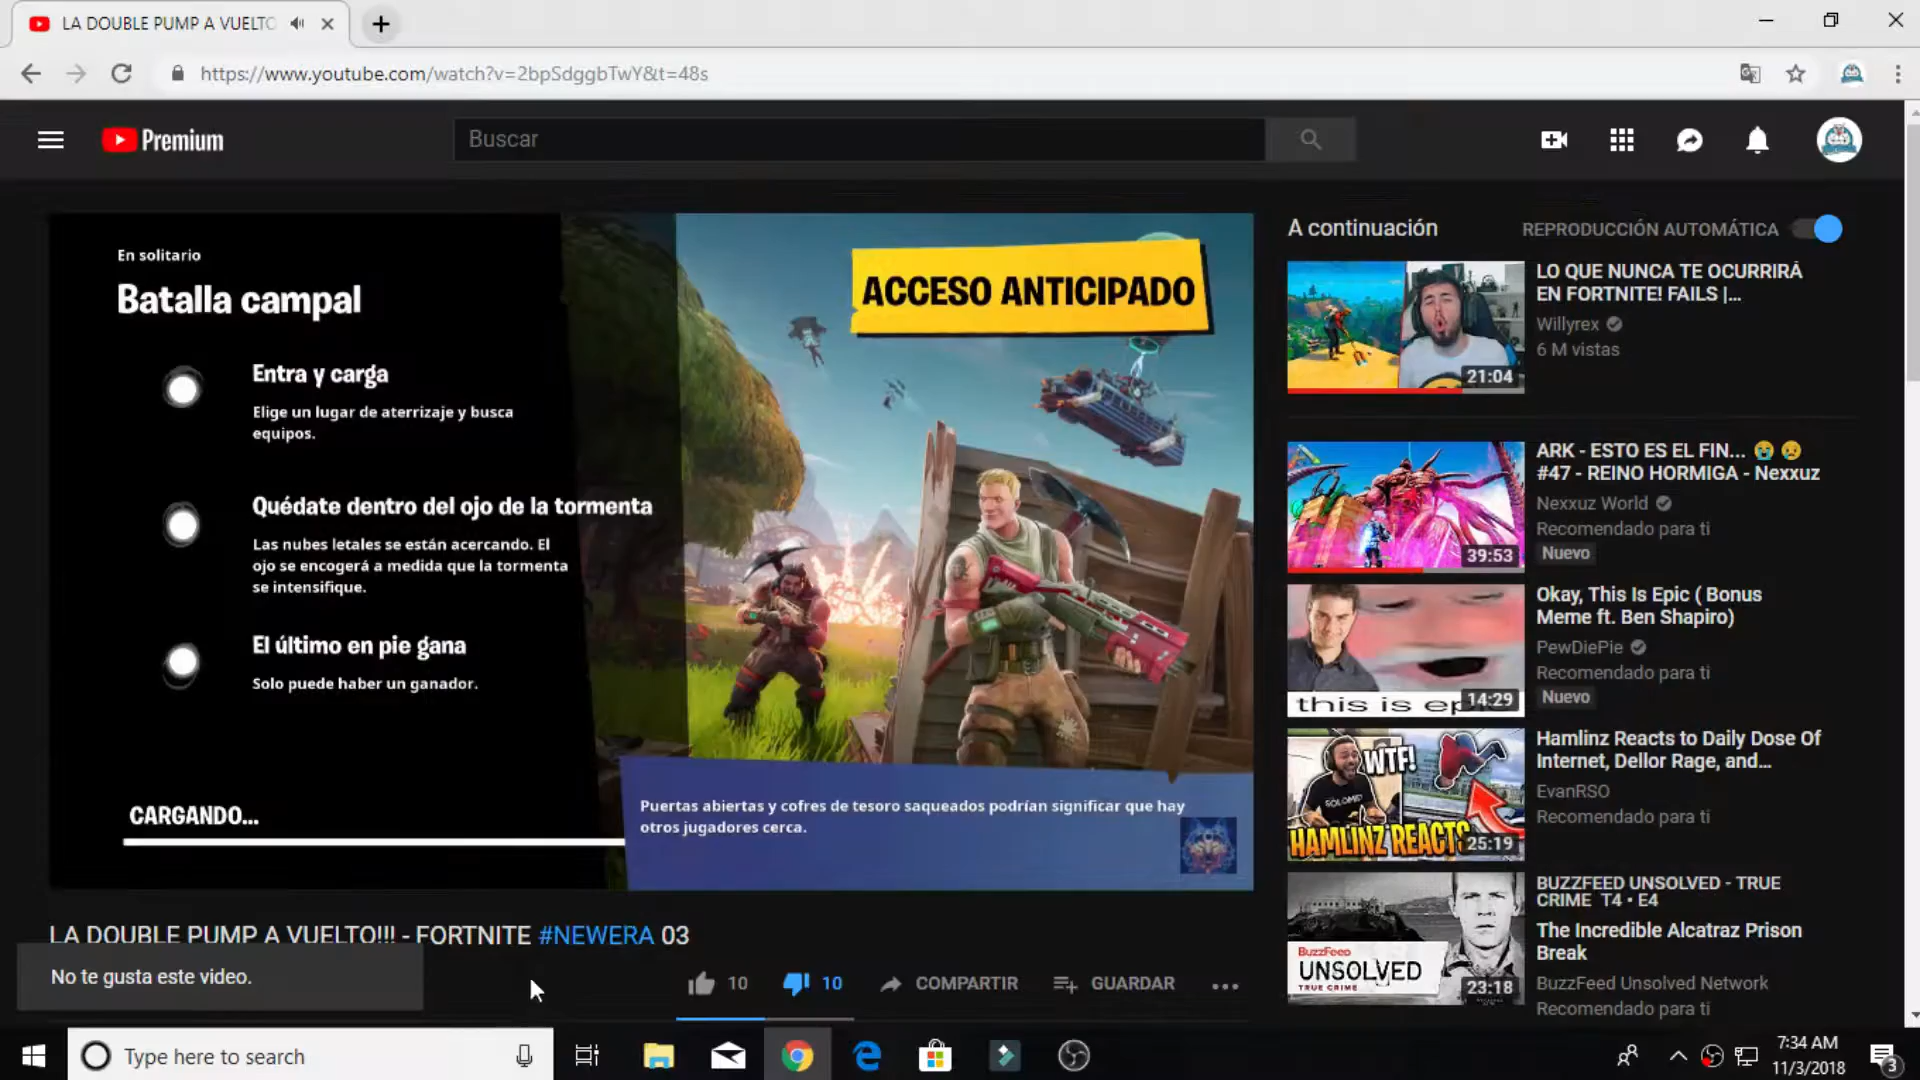 LA DOUBLE PUMP A VUELTO
https://www.youtube.com/watch?v=2bpSdggbTwY&t=48s
Premium
Buscar
En solitario
Batalla campal
Entra y carga
Elige un lugar de aterrizaje y busca
equipos.
Quédate dentro del ojo de la tormenta
Las nubes letales se están acercando. El
ojo se encogerá a medida que la tormenta
se intensifique.
El último en pie gana
Solo puede haber un ganador.
CARGANDO...
ACCESO ANTICIPADO
Puertas abiertas y cofres de tesoro saqueados podrían significar que hay
otros jugadores cerca.
LA DOUBLE PUMP A VUELTO!!! - FORTNITE #NEWERA 03
No te gusta este video.
10
10
COMPARTIR
GUARDAR
A continuación
REPRODUCCIÓN AUTOMÁTICA
21:04
LO QUE NUNCA TE OCURRIRÁ
EN FORTNITE! FAILS |...
Willyrex
6 M vistas
39:53
ARK - ESTO ES EL FIN... 😭 😢
#47 - REINO HORMIGA - Nexxuz
Nexxuz World
Recomendado para ti
Nuevo
this is ep
14:29
Okay, This Is Epic ( Bonus
Meme ft. Ben Shapiro)
PewDiePie
Recomendado para ti
Nuevo
WTF!
HAMLINZ REACTS
25:19
Hamlinz Reacts to Daily Dose Of
Internet, Dellor Rage, and...
EvanRSO
Recomendado para ti
BuzzFeed
UNSOLVED
TRUE CRIME
23:18
BUZZFEED UNSOLVED - TRUE
CRIME T4 • E4
The Incredible Alcatraz Prison
Break
BuzzFeed Unsolved Network
Recomendado para ti
Type here to search
7:34 AM
11/3/2018
3